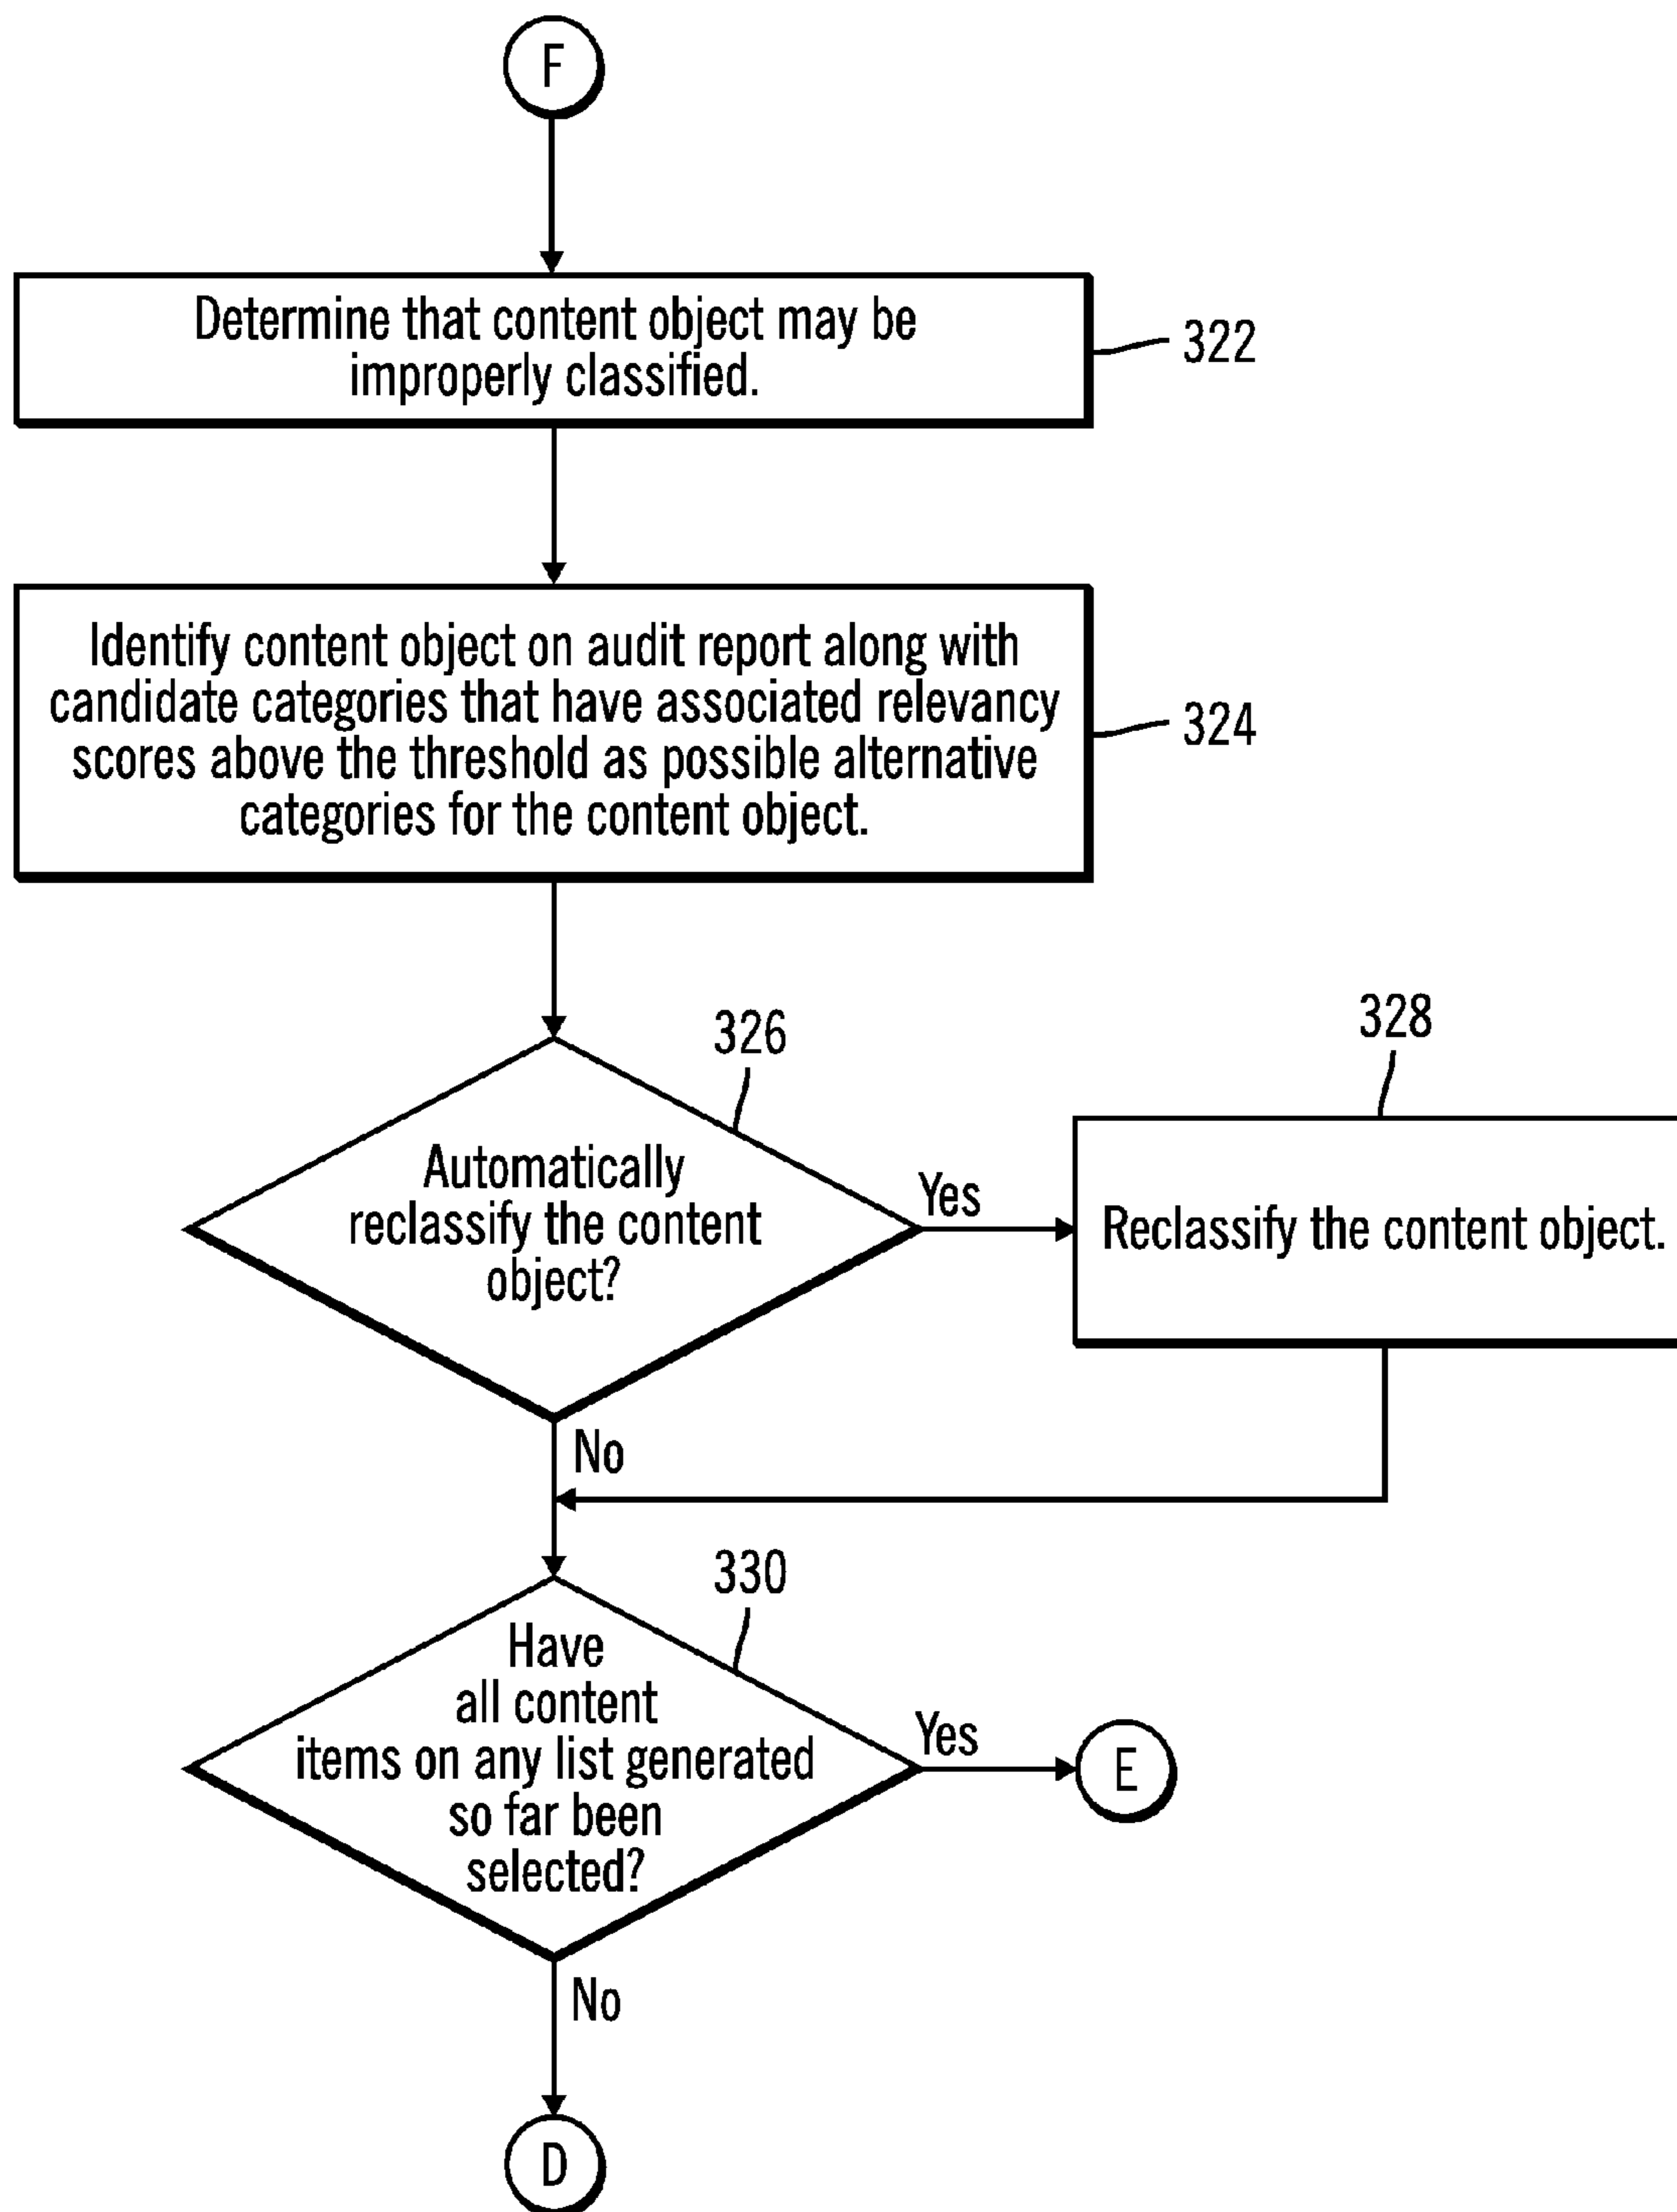 F
Determine that content object may be
improperly classified.
322
Identify content object on audit report along with
candidate categories that have associated relevancy
scores above the threshold as possible alternative
categories for the content object.
324
326
Automatically
reclassify the content
object?
Yes
328
Reclassify the content object.
No
330
Have
all content
items on any list generated
so far been
selected?
Yes
E
No
D